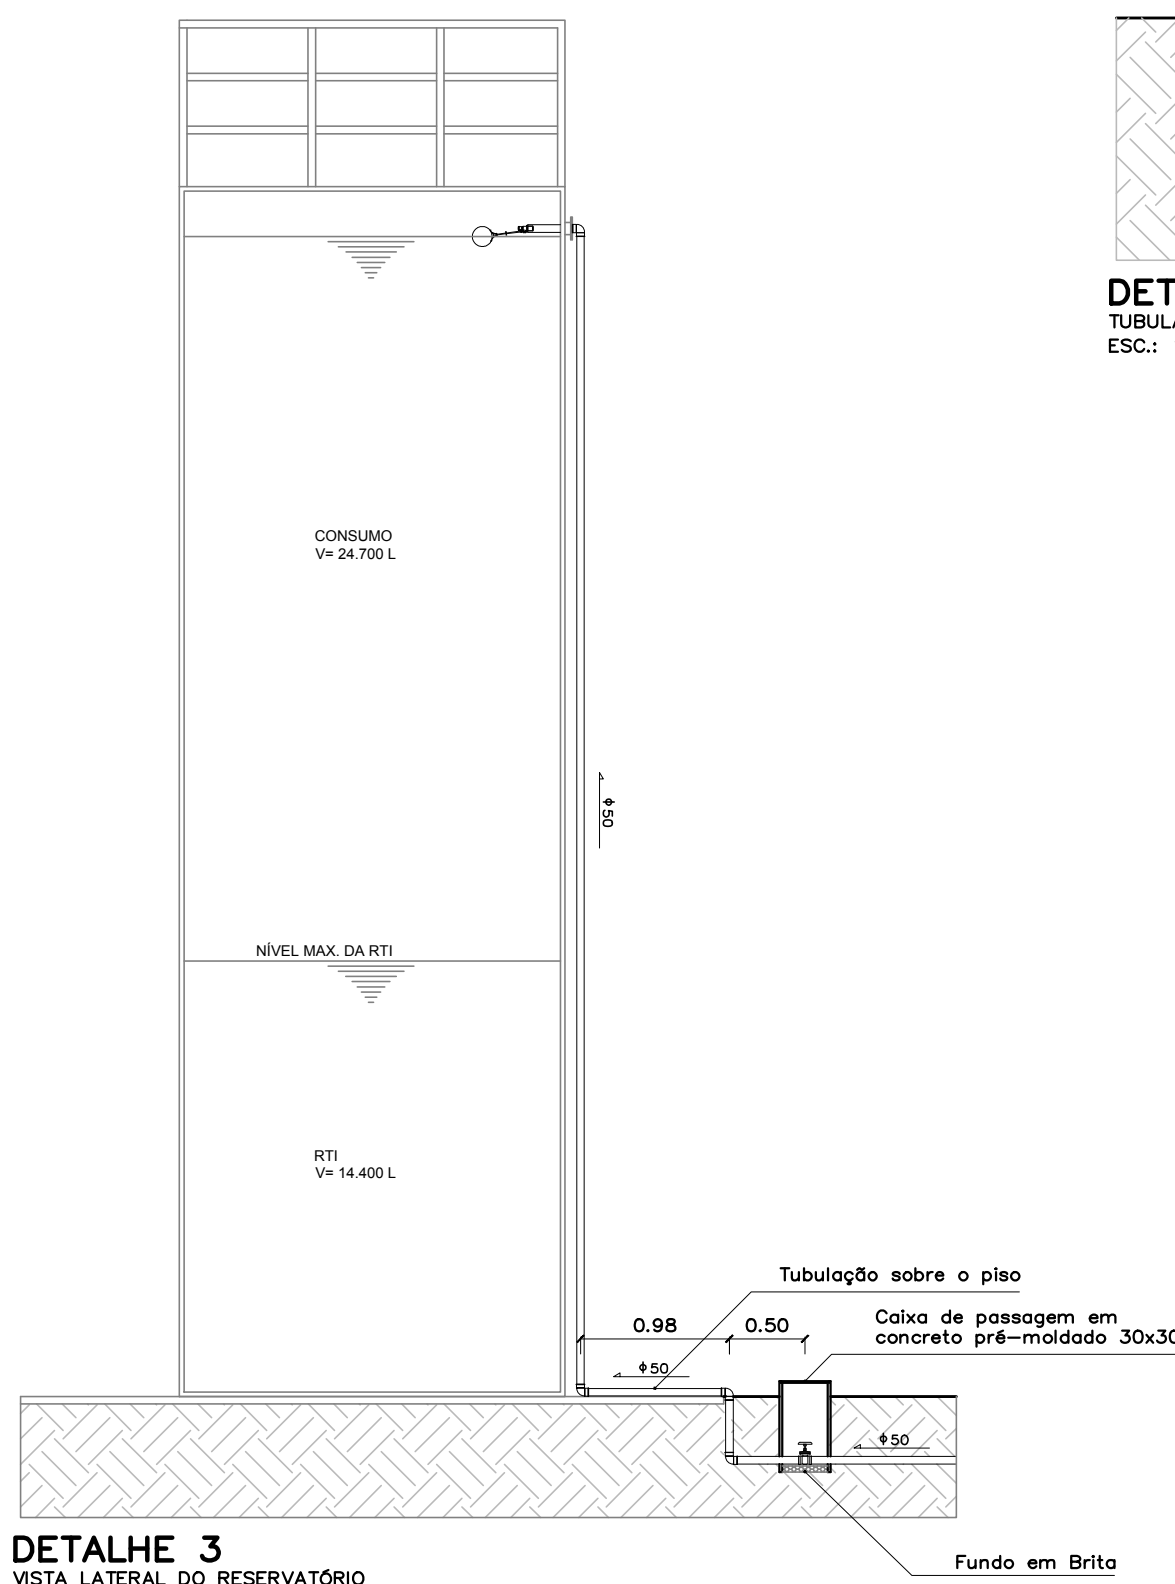 DET
TUBULA
ESC.:
CONSUMO
V= 24.700 L
ϕ50
NÍVEL MAX. DA RTI
RTI
V= 14.400 L
Tubulação sobre o piso
Caixa de passagem em
concreto pré-moldado 30x30
0.98
0.50
ϕ50
ϕ50
Fundo em Brita
DETALHE 3
VISTA LATERAL DO RESERVATÓRIO